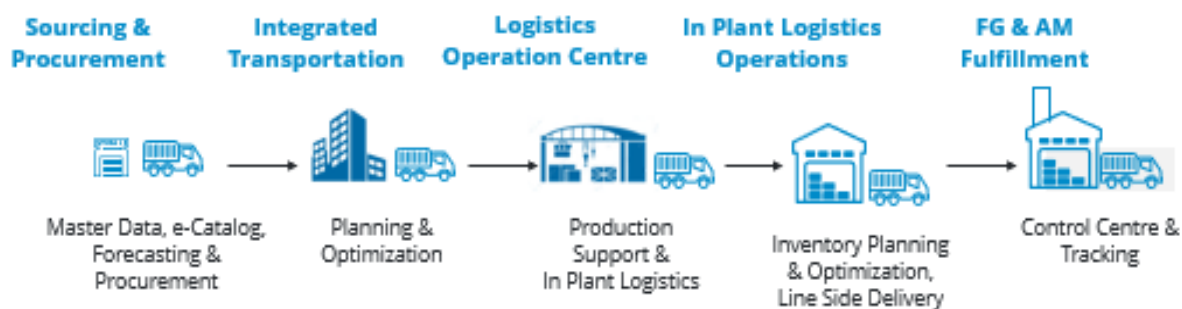 Sourcing &
Procurement
Integrated
Transportation
Logistics
Operation Centre
In Plant Logistics
Operations
FG & AM
Fulfillment
Master Data, e-Catalog,
Forecasting &
Procurement
Planning &
Optimization
Production
Support &
In Plant Logistics
Inventory Planning
& Optimization,
Line Side Delivery
Control Centre &
Tracking